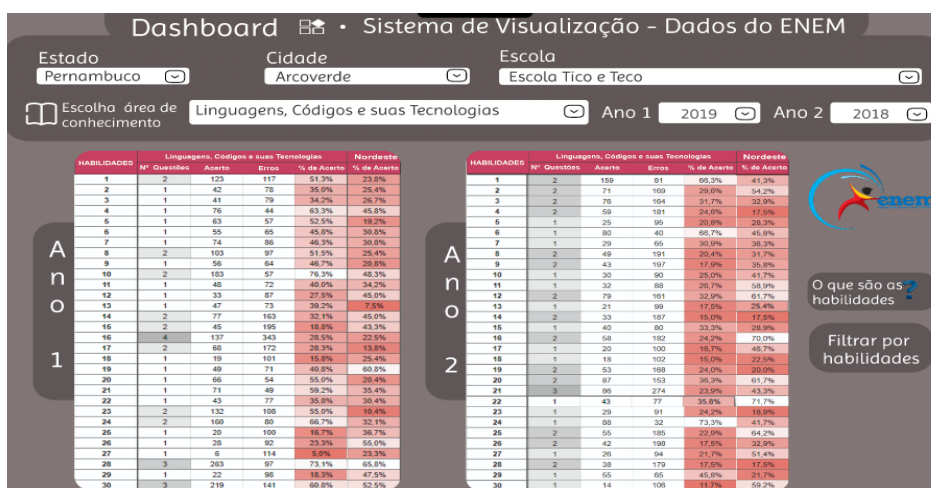 Dashboard • Sistema de Visualização - Dados do ENEM
Estado Cidade Escola
Pernambuco Arcoverde Escola Tico e Teco
Escolha área de conhecimento Linguagens, Códigos e suas Tecnologias Ano 1 2019 Ano 2 2018
Ano 1
HABILIDADES Linguagens, Códigos e suas Tecnologias Nordeste
Nº Questões Acerto Erros % de Acerto % de Acerto
1 2 123 117 51,3% 23,8%
2 1 42 78 35,0% 25,4%
3 1 41 79 34,2% 26,7%
4 1 76 44 63,3% 45,8%
5 1 63 57 52,5% 19,2%
6 1 55 65 45,8% 30,8%
7 1 74 86 46,3% 30,8%
8 2 103 97 51,5% 25,4%
9 1 56 64 46,7% 20,8%
10 2 183 57 76,3% 48,3%
11 1 48 72 40,0% 34,2%
12 1 33 87 27,5% 45,0%
13 1 47 73 39,2% 7,5%
14 2 77 163 32,1% 45,0%
15 2 45 195 18,8% 43,3%
16 4 137 343 28,5% 22,5%
17 2 68 172 28,3% 13,8%
18 1 19 101 15,8% 25,4%
19 1 49 71 40,8% 60,8%
20 1 66 54 55,0% 20,4%
21 1 71 49 59,2% 35,4%
22 1 43 77 35,8% 30,4%
23 2 132 108 55,0% 10,4%
24 2 160 80 66,7% 32,1%
25 1 20 100 16,7% 36,7%
26 1 28 92 23,3% 55,0%
27 1 6 114 5,0% 23,3%
28 3 263 97 73,1% 65,8%
29 1 22 98 18,3% 47,5%
30 3 219 141 60,8% 52,5%
Ano 2
HABILIDADES Linguagens, Códigos e suas Tecnologias Nordeste
Nº Questões Acerto Erros % de Acerto % de Acerto
1 2 159 81 66,3% 41,3%
2 2 71 169 29,6% 54,2%
3 2 76 164 31,7% 32,9%
4 2 59 181 24,6% 17,5%
5 1 25 95 20,8% 28,3%
6 1 80 40 66,7% 45,8%
7 1 29 65 30,9% 36,3%
8 2 49 191 20,4% 31,7%
9 2 43 197 17,9% 35,8%
10 1 30 90 25,0% 41,7%
11 1 32 88 26,7% 58,9%
12 2 79 161 32,9% 61,7%
13 1 21 99 17,5% 25,4%
14 2 33 187 15,0% 17,5%
15 1 40 80 33,3% 28,9%
16 2 58 182 24,2% 70,0%
17 1 20 100 16,7% 46,7%
18 1 18 102 15,0% 22,5%
19 2 53 168 24,0% 20,0%
20 2 87 153 36,3% 61,7%
21 3 86 274 23,9% 43,3%
22 1 43 77 35,8% 71,7%
23 1 29 91 24,2% 18,9%
24 1 88 32 73,3% 41,7%
25 2 55 185 22,9% 64,2%
26 2 42 198 17,5% 32,9%
27 1 26 94 21,7% 51,4%
28 2 38 179 17,5% 17,5%
29 1 55 65 45,8% 21,7%
30 1 14 106 11,7% 59,2%
enem
O que são as habilidades ?
Filtrar por
habilidades